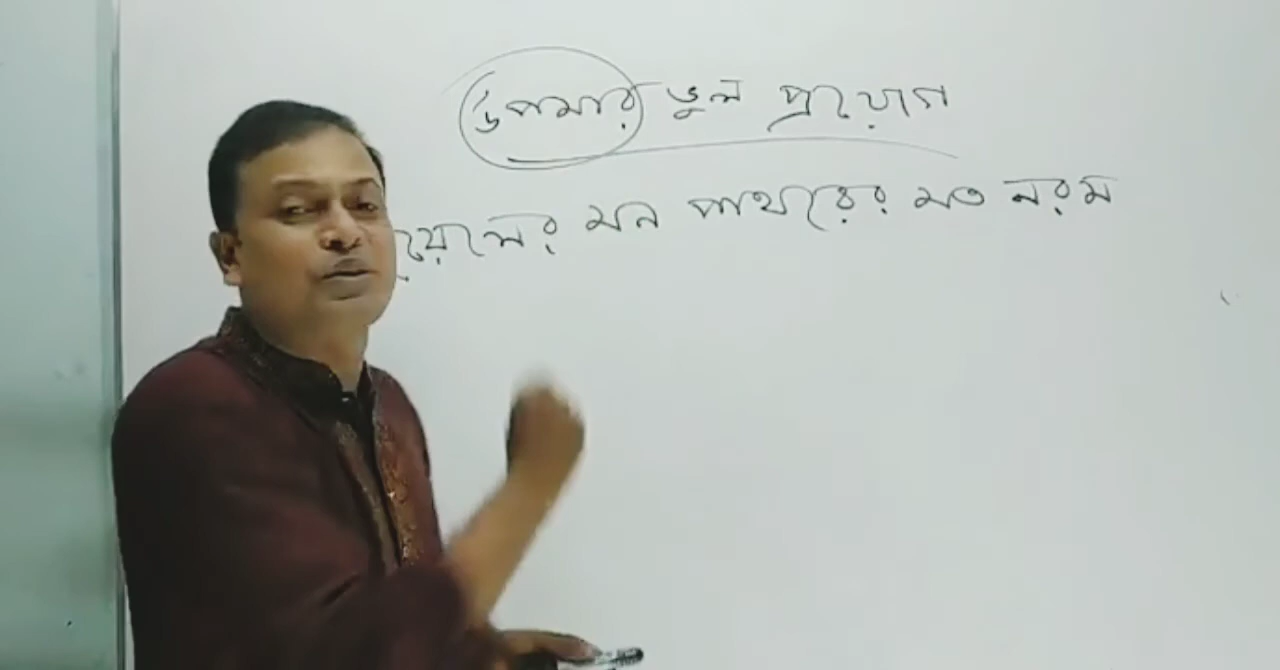 উপমার ভুল প্রয়োগ
মন পাথরের মত নরম